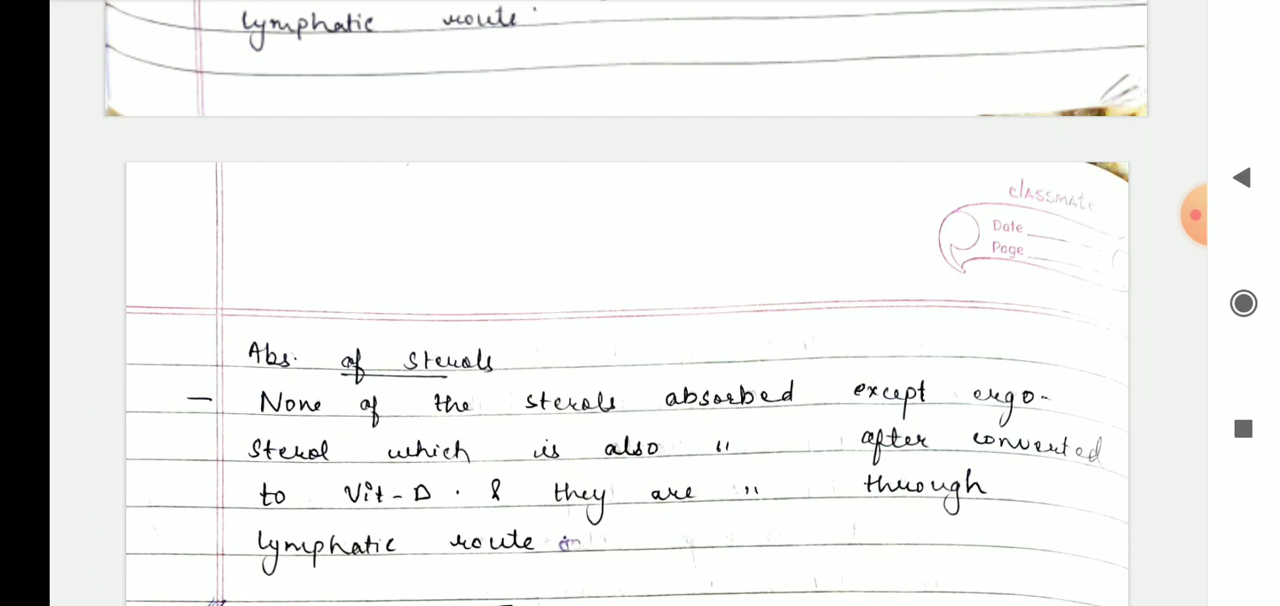 lymphatic route.
classmate
Date
Page
Abs. of sterols
— None of the sterols absorbed except ergo-
sterol which is also " after converted
to Vit-D. & they are " through
lymphatic route